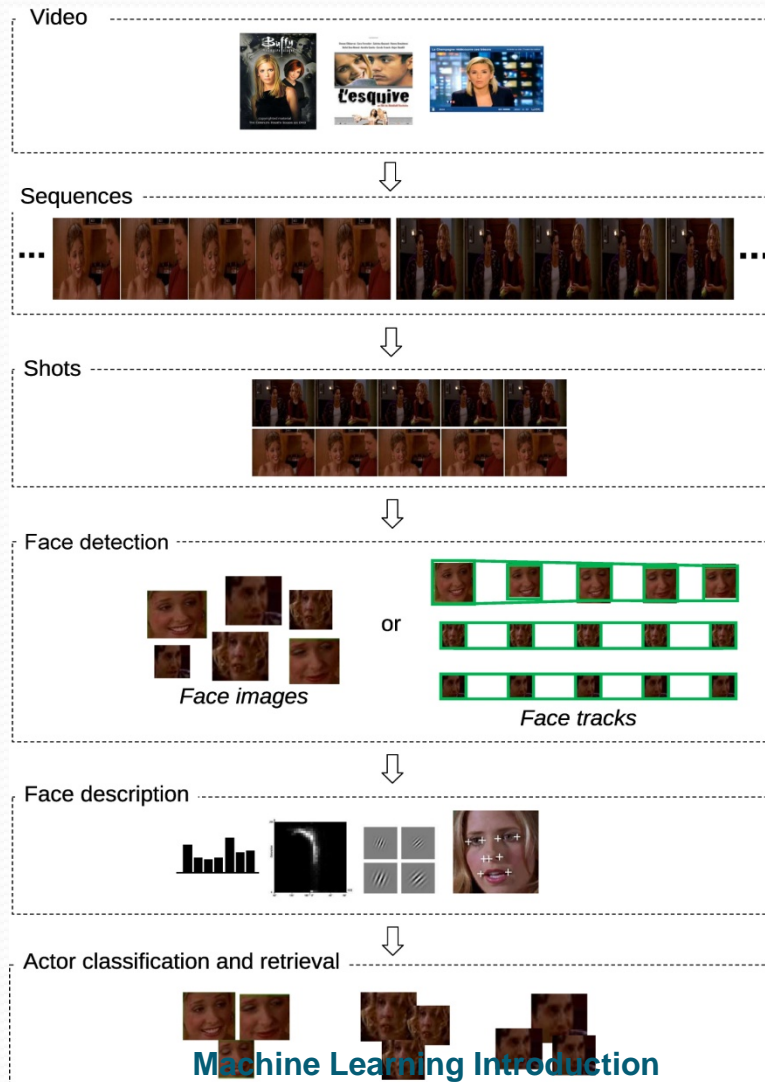 Video
Buffy
L'esquive
Sequences
...
...
Shots
Face detection
or
Face images
Face tracks
Face description
Actor classification and retrieval
Machine Learning Introduction